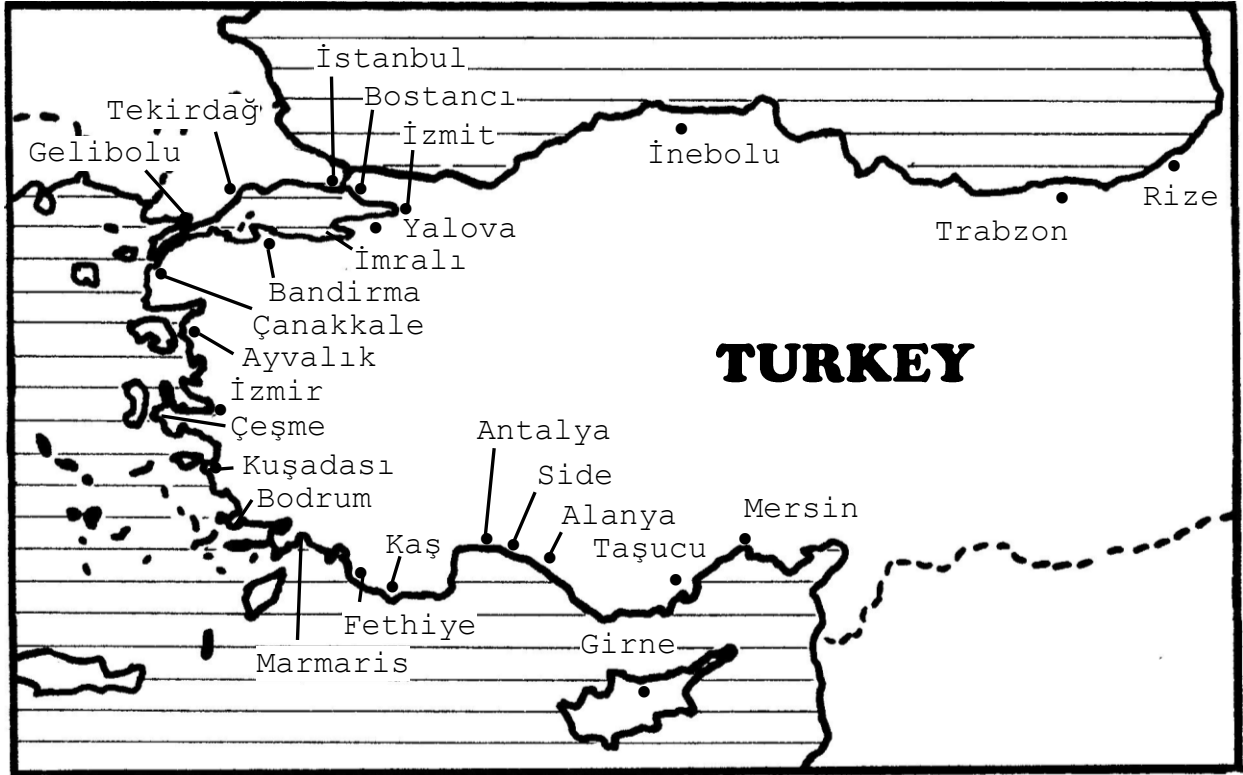 İstanbul
Tekirdağ
Bostancı
İzmit
Gelibolu
İnebolu
Rize
Trabzon
Yalova
İmralı
Bandirma
Çanakkale
Ayvalık
TURKEY
İzmir
Çeşme
Antalya
Kuşadası
Side
Bodrum
Mersin
Alanya
Kaş
Taşucu
Fethiye
Girne
Marmaris